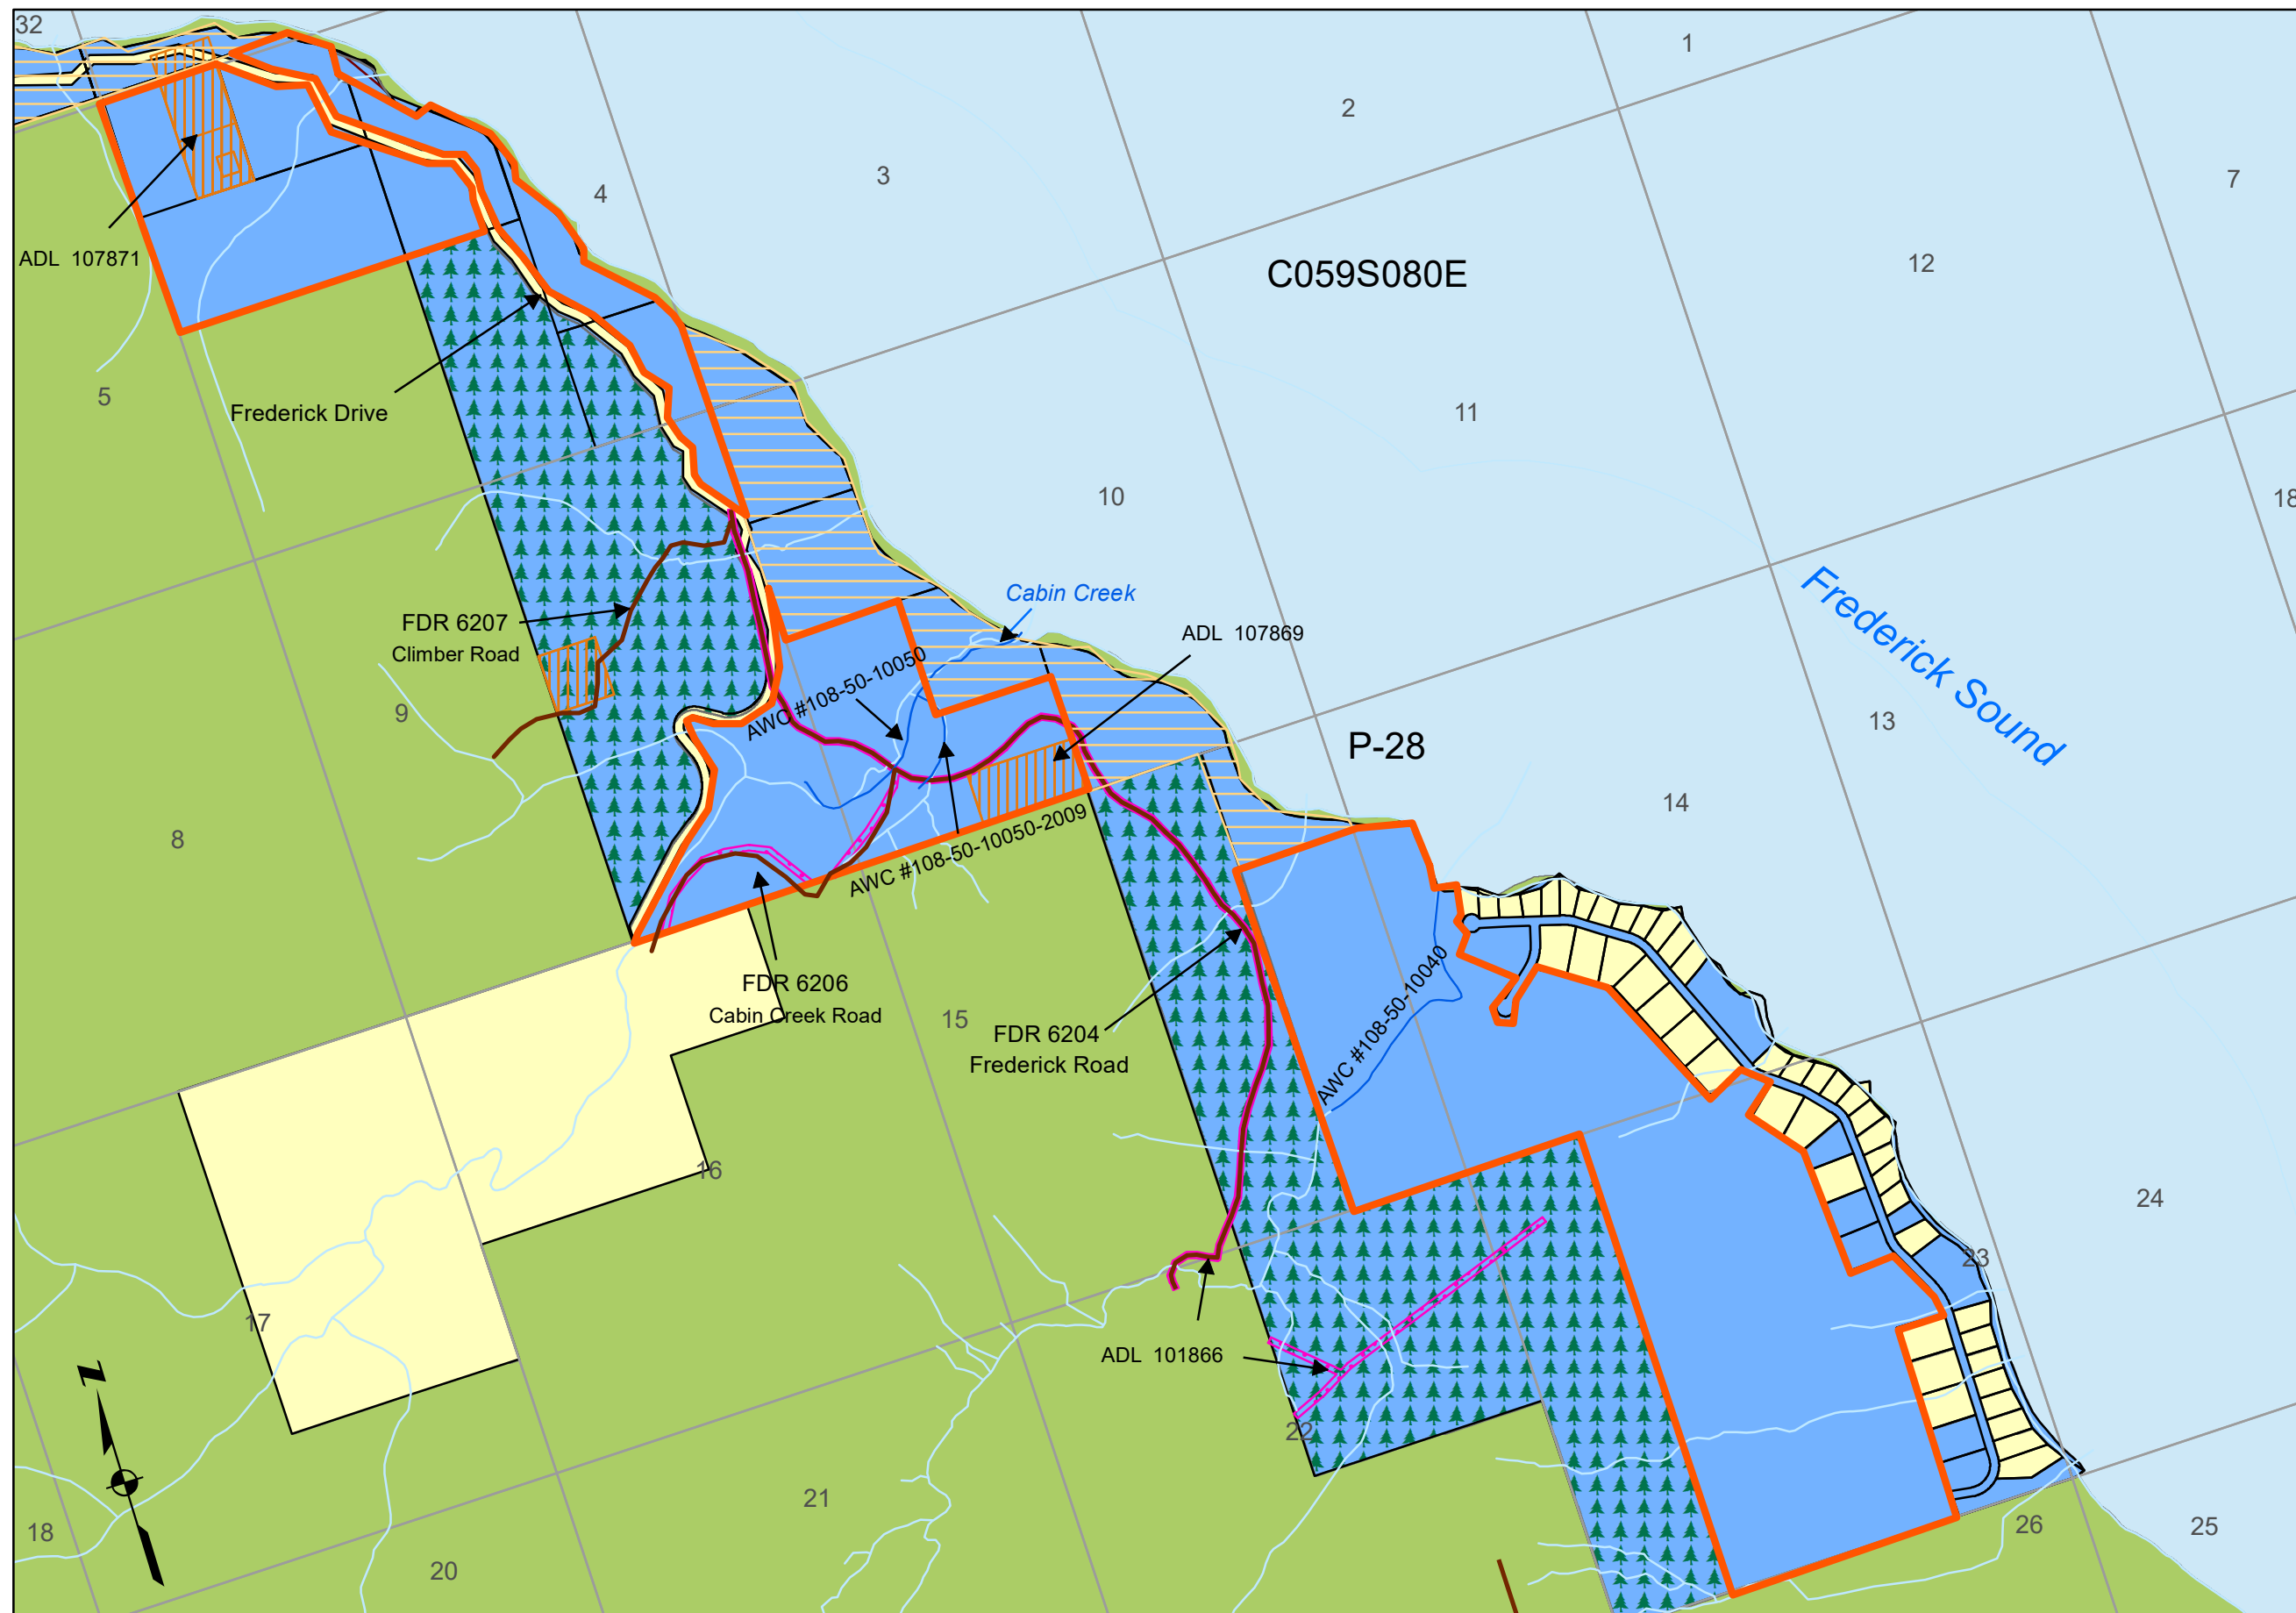 32
1
2
3
4
7
ADL 107871
C059S080E
12
5
Frederick Drive
11
10
18
Cabin Creek
FDR 6207
Climber Road
ADL 107869
Frederick Sound
AWC #108-50-10050
9
13
P-28
14
8
AWC #108-50-10050-2009
FDR 6206
Cabin Creek Road
15
FDR 6204
Frederick Road
AWC #108-50-10040
16
24
23
17
ADL 101866
N
22
21
18
20
26
25